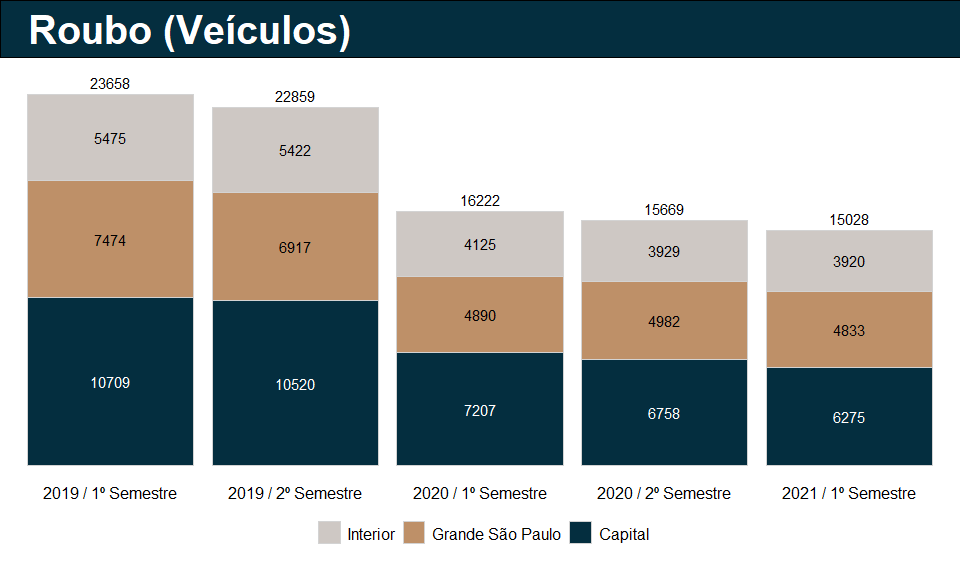 Roubo (Veículos)
23658
22859
16222
15669
15028
5475
5422
4125
3929
3920
7474
6917
4890
4982
4833
10709
10520
7207
6758
6275
2019 / 1º Semestre
2019 / 2º Semestre
2020 / 1º Semestre
2020 / 2º Semestre
2021 / 1º Semestre
Interior
Grande São Paulo
Capital